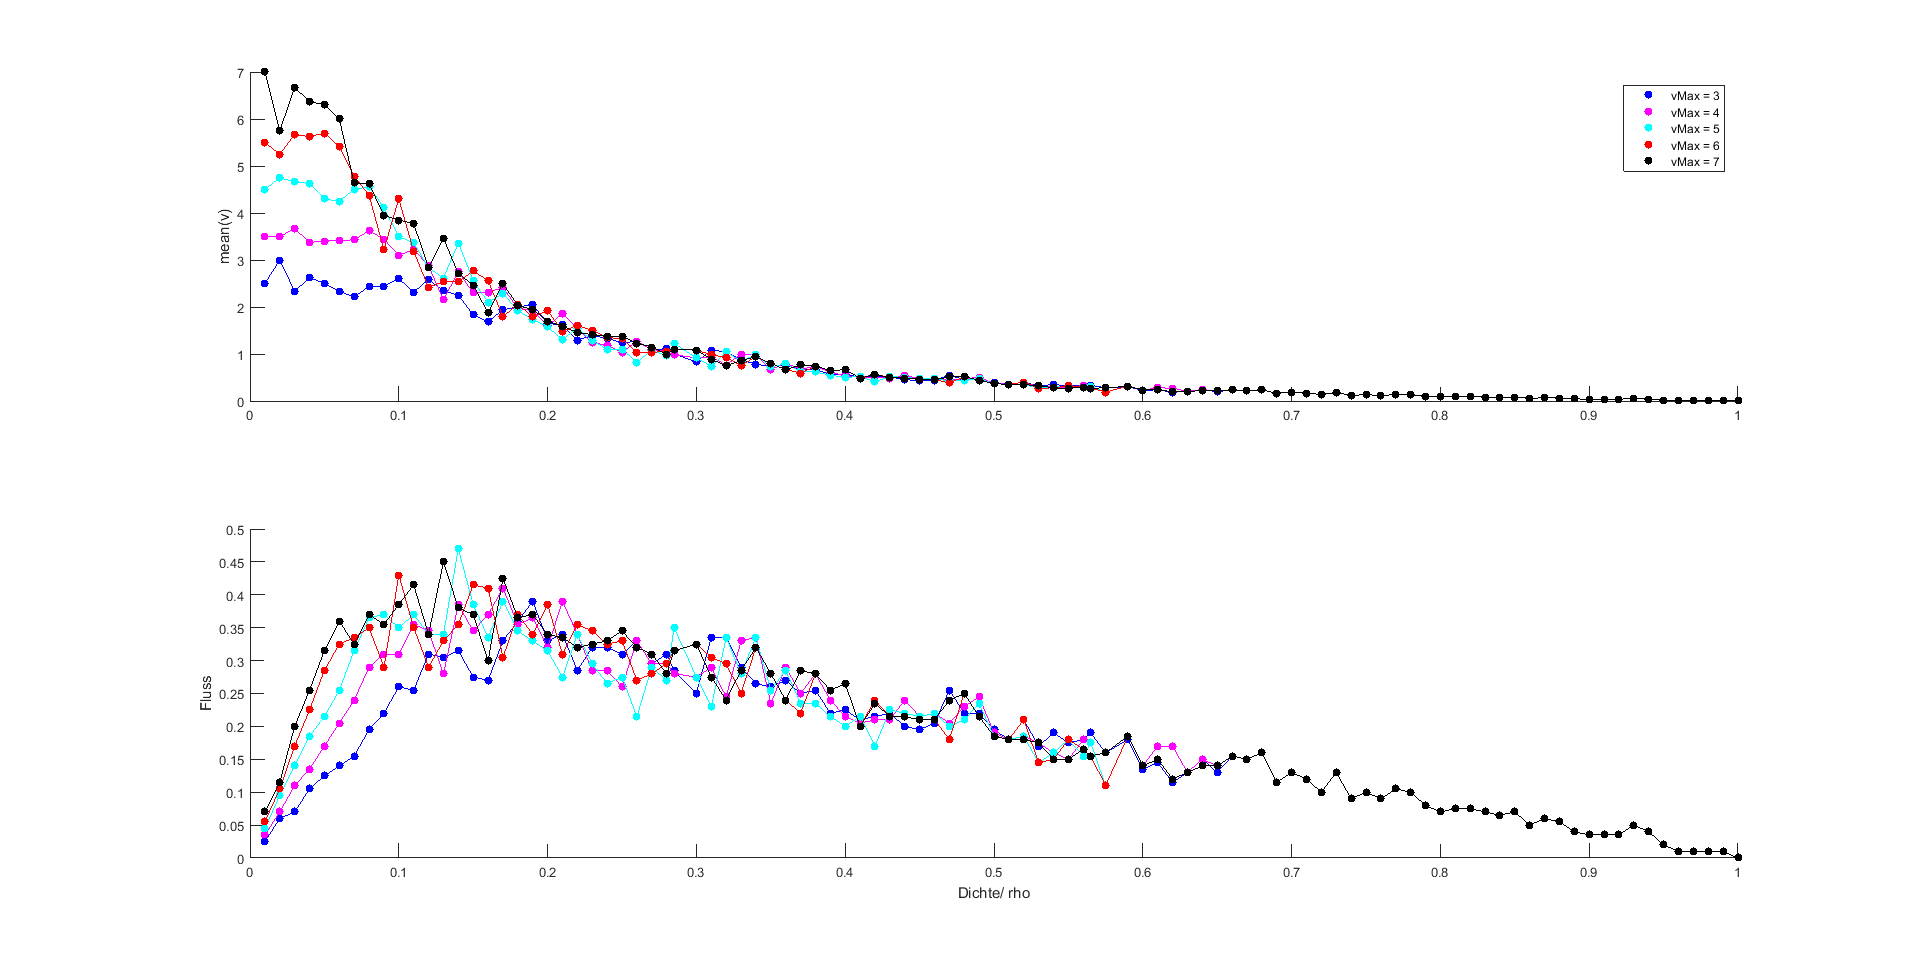 7
6
5
4
3
2
1
0
mean(v)
0 0.1 0.2 0.3 0.4 0.5 0.6 0.7 0.8 0.9 1
vMax = 3
vMax = 4
vMax = 5
vMax = 6
vMax = 7
0.5
0.45
0.4
0.35
0.3
0.25
0.2
0.15
0.1
0.05
0
Fluss
0 0.1 0.2 0.3 0.4 0.5 0.6 0.7 0.8 0.9 1
Dichte/ rho